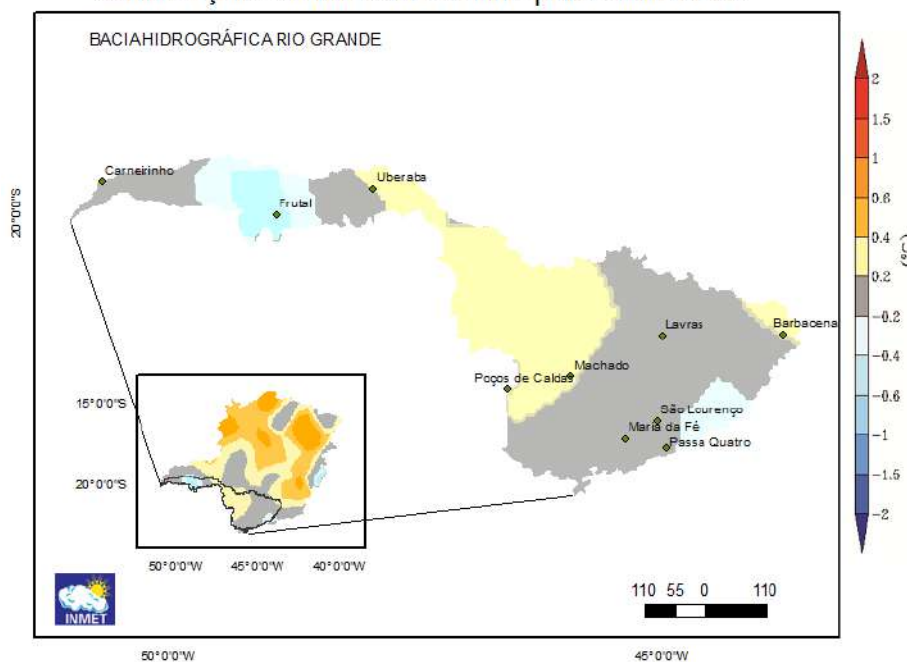 BACIAHIDROGRÁFICA RIO GRANDE
Carneirinho
Uberaba
Frutal
20°0'0"S
Lavras
Barbacena
Machado
Poços de Caldas
São Lourenço
Maria da Fé
Passa Quatro
15°0'0"S
20°0'0"S
50°0'0"W 45°0'0"W 40°0'0"W
INMET
110 55 0 110
50°0'0"W 45°0'0"W
2
1.5
1
0.6
0.4
0.2
-0.2
-0.4
-0.6
-1
-1.5
-2
(°C)